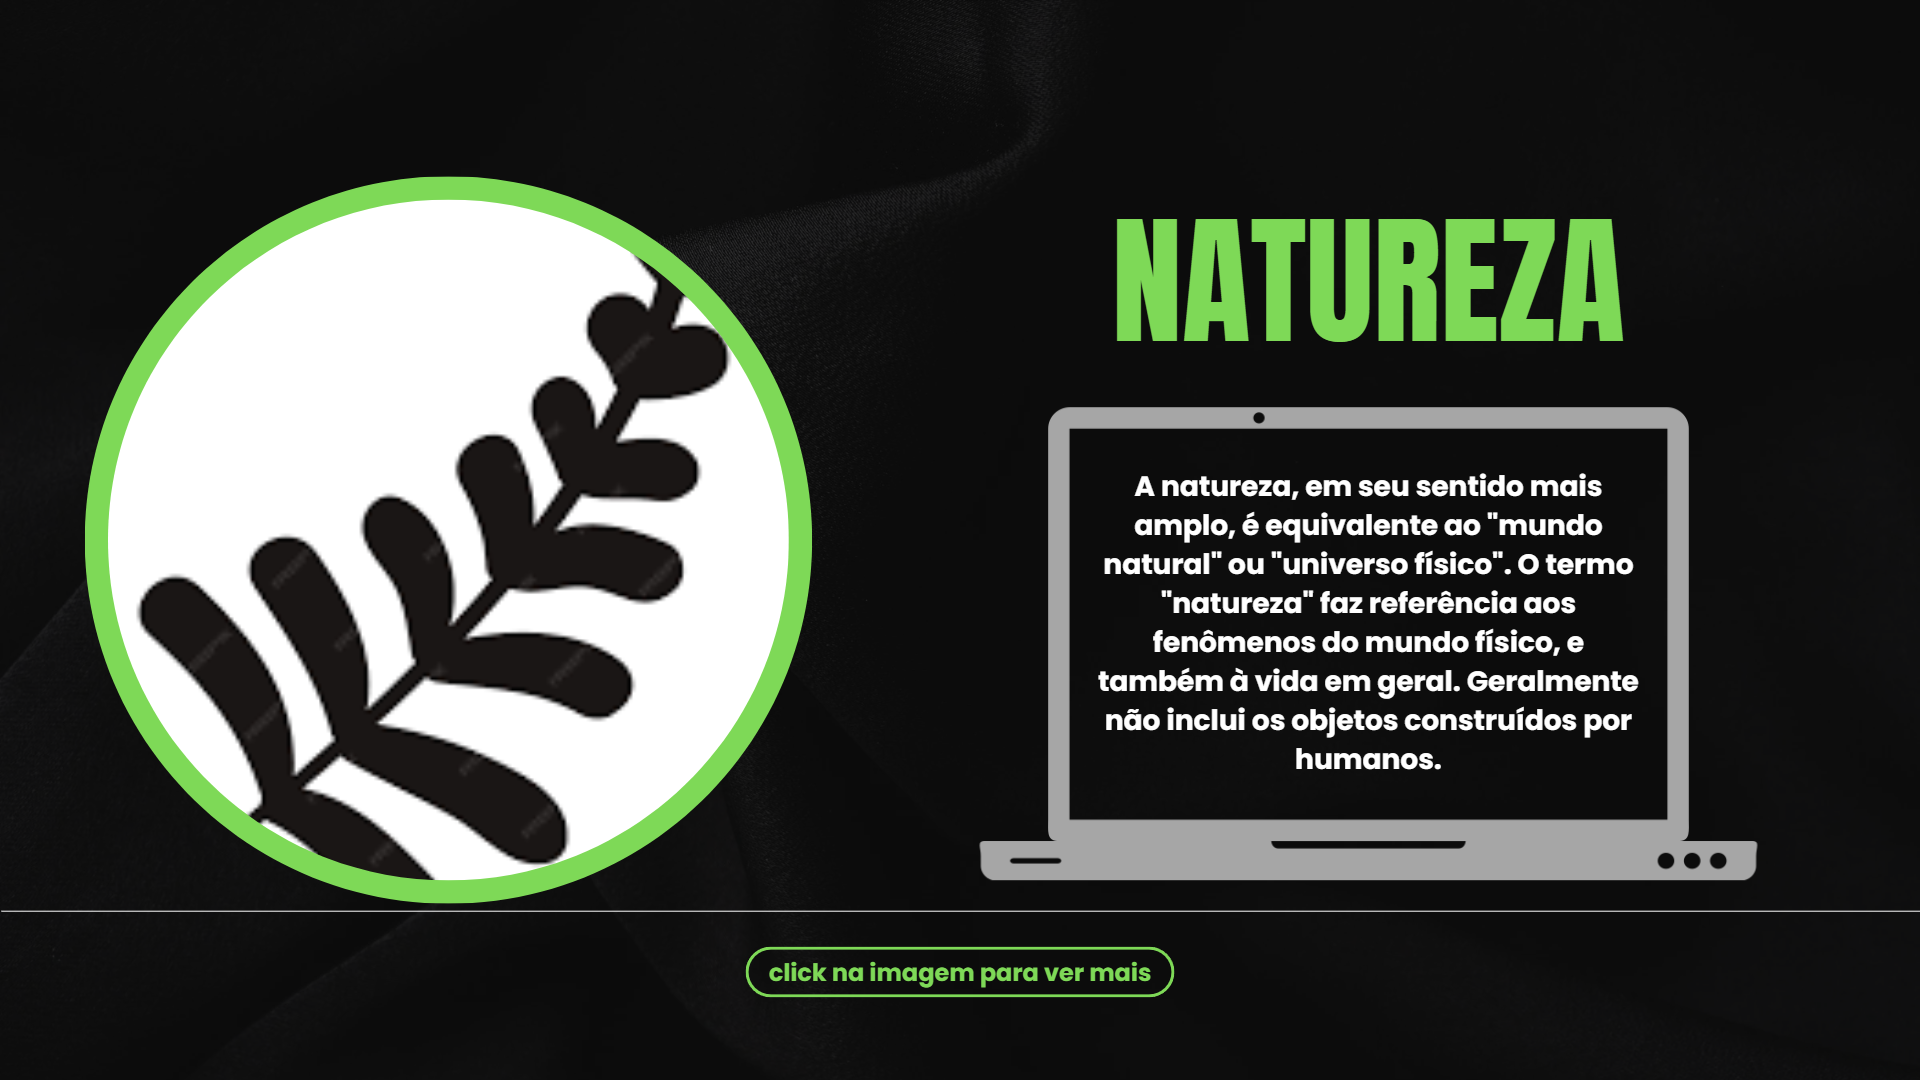 NATUREZA
A natureza, em seu sentido mais
amplo, é equivalente ao "mundo
natural" ou "universo físico". O termo
"natureza" faz referência aos
fenômenos do mundo físico, e
também à vida em geral. Geralmente
não inclui os objetos construídos por
humanos.
click na imagem para ver mais